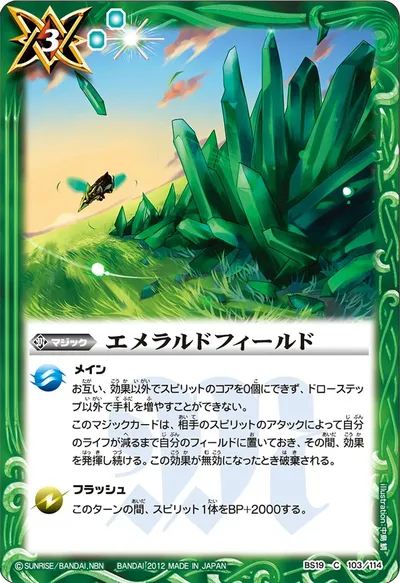 3
マジック エメラルドフィールド
メイン
お互い、効果以外でスピリットのコアを0個にできず、ドローステッ
プ以外で手札を増やすことができない。
このマジックカードは、相手のスピリットのアタックによって自分
のライフが減るまで自分のフィールドに置いておき、その間、効果
を発揮し続ける。この効果が無効になったとき破棄される。
フラッシュ
このターンの間、スピリット1体をBP+2000する。
Illustration 中島 鯖
©SUNRISE/BANDAI,NBN ©BANDAI 2012 MADE IN JAPAN BS19 C 103/114